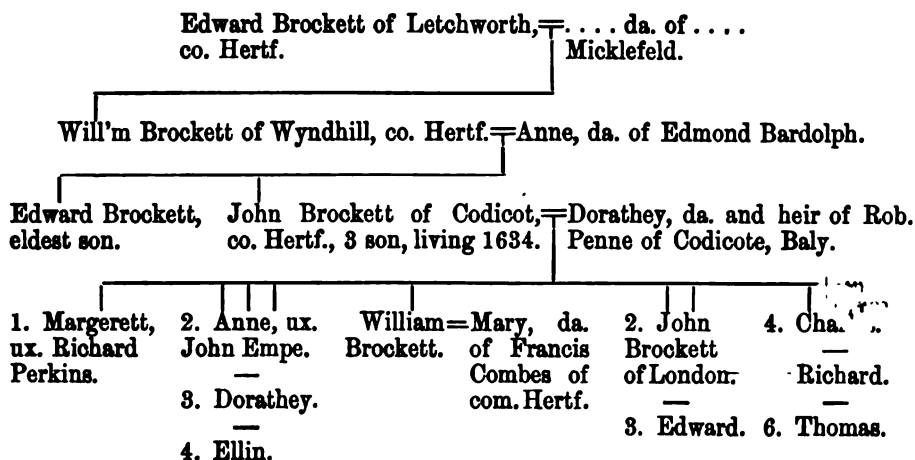 Edward Brockett of Letchworth,=. . . . da. of . . . .
co. Hertf. Micklefeld.
Will'm Brockett of Wyndhill, co. Hertf.=Anne, da. of Edmond Bardolph.
Edward Brockett,
eldest son.
John Brockett of Codicot,=Dorathey, da. and heir of Rob.
co. Hertf., 3 son, living 1634. Penne of Codicote, Baly.
1. Margerett,
ux. Richard
Perkins.
2. Anne, ux.
John Empe.
—
3. Dorathey.
—
4. Ellin.
William=Mary, da.
Brockett. of Francis
Combes of
com. Hertf.
2. John
Brockett
of London.
—
3. Edward.
4.
—
Richard.
—
6. Thomas.